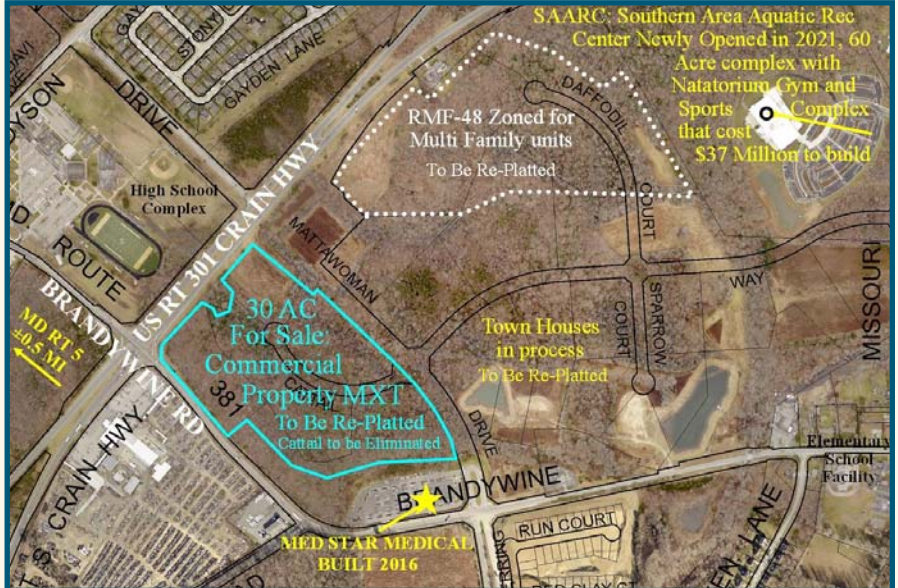 SAARC: Southern Area Aquatic Rec
Center Newly Opened in 2021, 60
Acre complex with
Natatorium Gym and
Sports Complex
that cost
$37 Million to build
STONY
GAYDEN LANE
DRIVE
DAFFODIL
COURT
RMF-48 Zoned for
Multi Family units
To Be Re-Platted
High School
Complex
US RT 301 CRAIN HWY
MATTAWOMAN
DRIVE
ROUTE
BRANDYWINE RD
MD RT 5
±0.5 MI
30 AC
For Sale:
Commercial
Property MXT
To Be Re-Platted
Cattail to be Eliminated
381
WAY
SPARROW
COURT
MISSOURI
Town Houses
in process
To Be Re-Platted
CRAIN HWY
BRANDYWINE
Elementary
School
Facility
MED STAR MEDICAL
BUILT 2016
RUN COURT
LANE